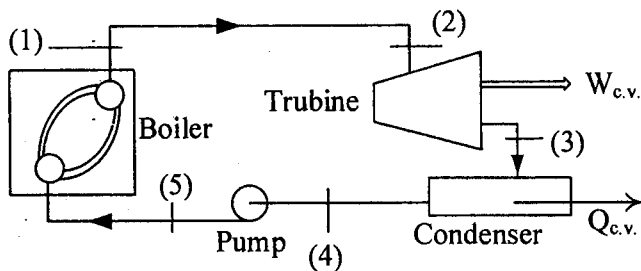 (1)
(2)
Trubine
W c.v.
Boiler
(3)
(5)
Pump
(4)
Condenser
Q c.v.